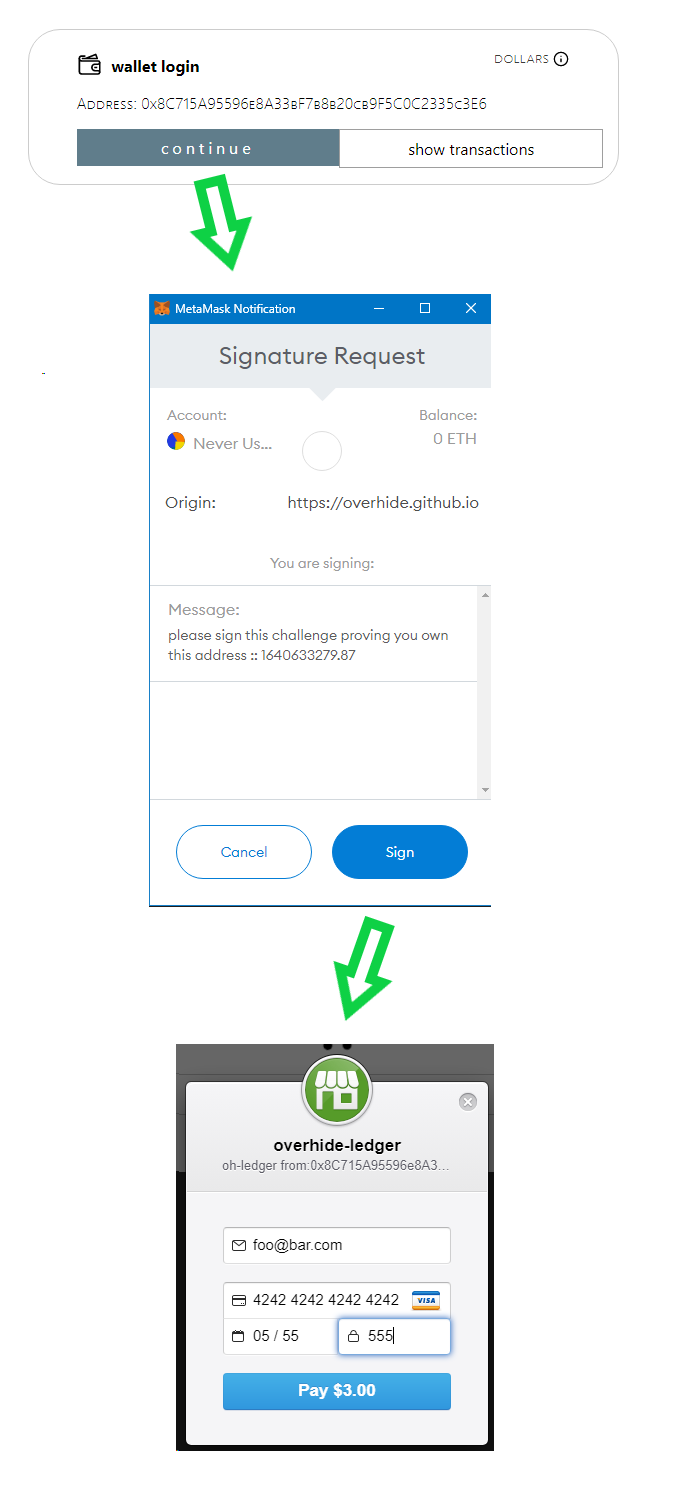 wallet login
DOLLARS
Address: 0x8C715A95596e8A33bF7b8b20cb9F5C0C2335c3E6
continue
show transactions
MetaMask Notification
Signature Request
Account:
Balance:
Never Us...
0 ETH
Origin:
https://overhide.github.io
You are signing:
Message:
please sign this challenge proving you own
this address :: 1640633279.87
Cancel
Sign
overhide-ledger
oh-ledger from:0x8C715A95596e8A3...
foo@bar.com
4242 4242 4242 4242
VISA
05 / 55
555
Pay $3.00